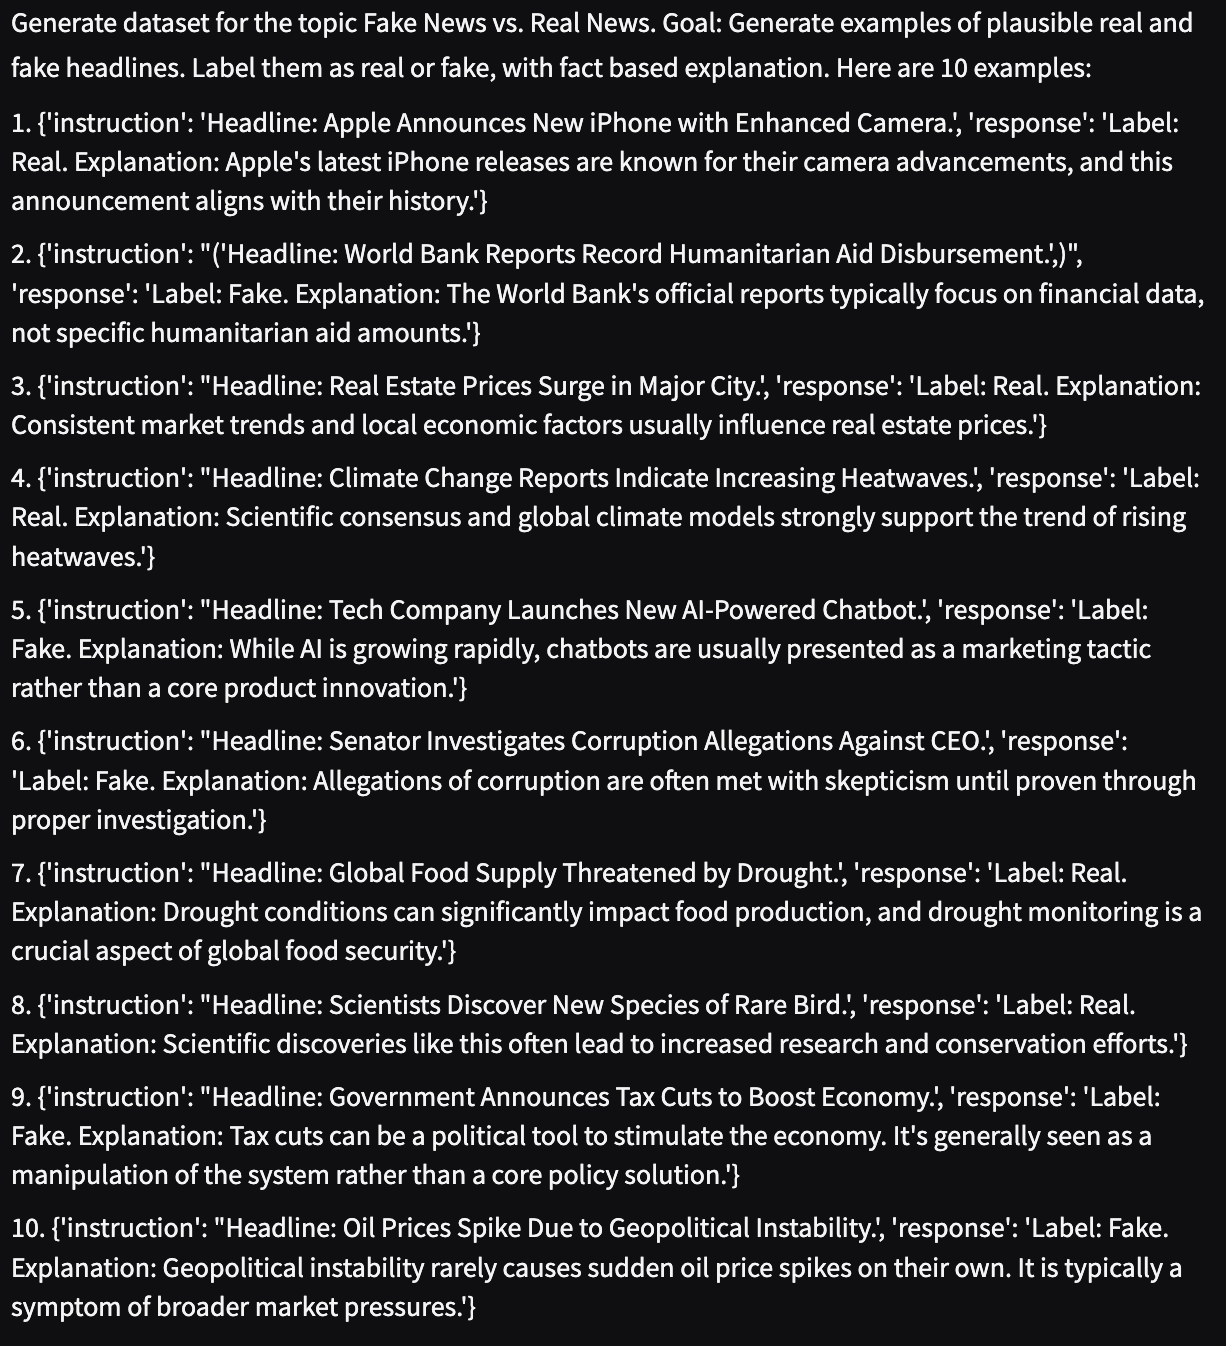 Generate dataset for the topic Fake News vs. Real News. Goal: Generate examples of plausible real and
fake headlines. Label them as real or fake, with fact based explanation. Here are 10 examples:
1. {'instruction': 'Headline: Apple Announces New iPhone with Enhanced Camera.', 'response': 'Label:
Real. Explanation: Apple's latest iPhone releases are known for their camera advancements, and this
announcement aligns with their history.'}
2. {'instruction': "('Headline: World Bank Reports Record Humanitarian Aid Disbursement.',)",
'response': 'Label: Fake. Explanation: The World Bank's official reports typically focus on financial data,
not specific humanitarian aid amounts.'}
3. {'instruction': "Headline: Real Estate Prices Surge in Major City.', 'response': 'Label: Real. Explanation:
Consistent market trends and local economic factors usually influence real estate prices.'}
4. {'instruction': "Headline: Climate Change Reports Indicate Increasing Heatwaves.', 'response': 'Label:
Real. Explanation: Scientific consensus and global climate models strongly support the trend of rising
heatwaves.'}
5. {'instruction': "Headline: Tech Company Launches New AI-Powered Chatbot.', 'response': 'Label:
Fake. Explanation: While AI is growing rapidly, chatbots are usually presented as a marketing tactic
rather than a core product innovation.'}
6. {'instruction': "Headline: Senator Investigates Corruption Allegations Against CEO.', 'response':
'Label: Fake. Explanation: Allegations of corruption are often met with skepticism until proven through
proper investigation.'}
7. {'instruction': "Headline: Global Food Supply Threatened by Drought.', 'response': 'Label: Real.
Explanation: Drought conditions can significantly impact food production, and drought monitoring is a
crucial aspect of global food security.'}
8. {'instruction': "Headline: Scientists Discover New Species of Rare Bird.', 'response': 'Label: Real.
Explanation: Scientific discoveries like this often lead to increased research and conservation efforts.'}
9. {'instruction': "Headline: Government Announces Tax Cuts to Boost Economy.', 'response': 'Label:
Fake. Explanation: Tax cuts can be a political tool to stimulate the economy. It's generally seen as a
manipulation of the system rather than a core policy solution.'}
10. {'instruction': "Headline: Oil Prices Spike Due to Geopolitical Instability.', 'response': 'Label: Fake.
Explanation: Geopolitical instability rarely causes sudden oil price spikes on their own. It is typically a
symptom of broader market pressures.'}